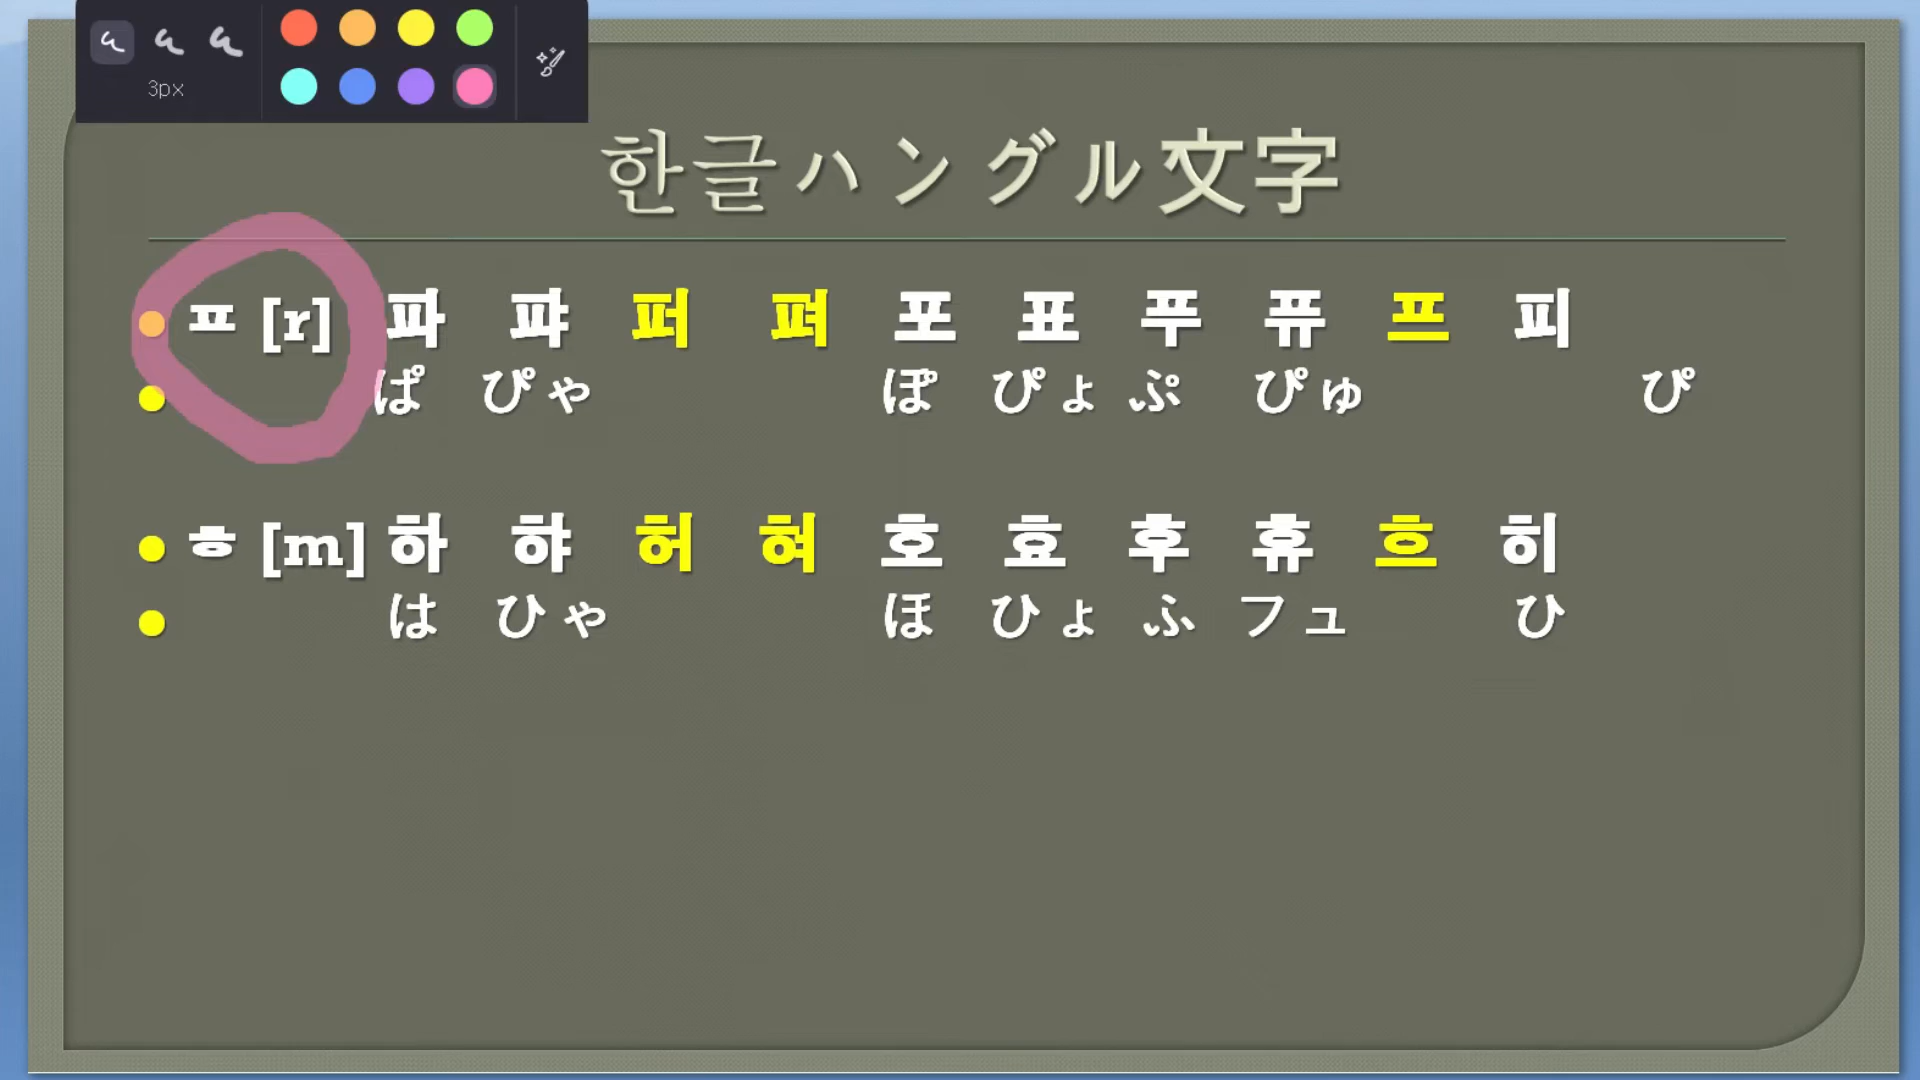 3px
한글ハングル文字
ㅍ [r] 파 퍄 퍼 펴 포 표 푸 퓨 프 피
ぱ ぴゃ ぽ ぴょ ぷ ぴゅ ぴ
ㅎ [m] 하 햐 허 혀 호 효 후 휴 흐 히
は ひゃ ほ ひょ ふ フュ ひ